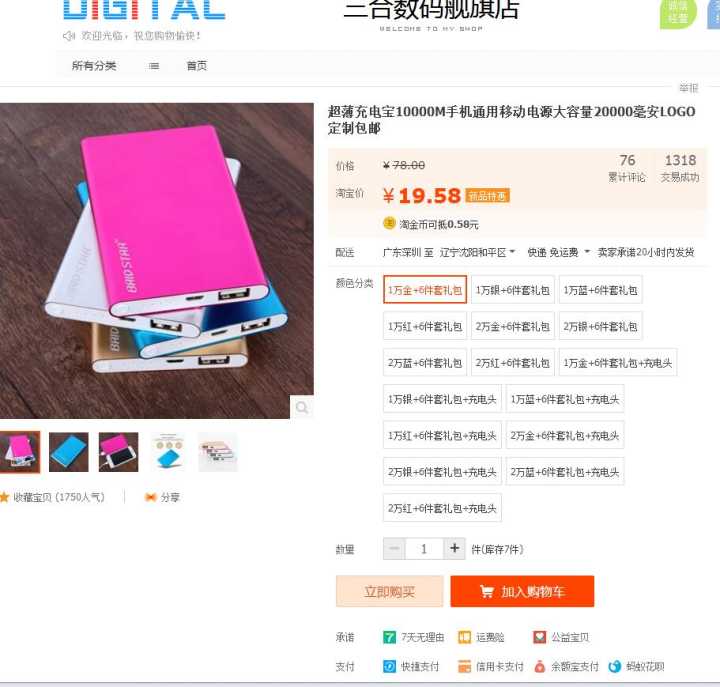 DIGITAL
三合数码舰旗店
诚信
经营
欢迎光临，祝您购物愉快！
WELCOME TO MY SHOP
所有分类 首页
举报
超薄充电宝10000M手机通用移动电源大容量20000毫安LOGO
定制包邮
价格 ¥ 78.00
76 1318
累计评论 交易成功
淘宝价 ¥ 19.58 新品特惠
淘金币可抵0.58元
配送 广东深圳 至 辽宁沈阳和平区 快递 免运费 卖家承诺20小时内发货
颜色分类 1万金+6件套礼包 1万银+6件套礼包 1万蓝+6件套礼包
1万红+6件套礼包 2万金+6件套礼包 2万银+6件套礼包
2万蓝+6件套礼包 2万红+6件套礼包 1万金+6件套礼包+充电头
1万银+6件套礼包+充电头 1万蓝+6件套礼包+充电头
1万红+6件套礼包+充电头 2万金+6件套礼包+充电头
2万银+6件套礼包+充电头 2万蓝+6件套礼包+充电头
2万红+6件套礼包+充电头
BRIDSTAR
收藏宝贝 (1750人气) 分享
数量 1 件(库存7件)
立即购买 加入购物车
承诺 7 7天无理由 运费险 公益宝贝
支付 快捷支付 信用卡支付 余额宝支付 蚂蚁花呗